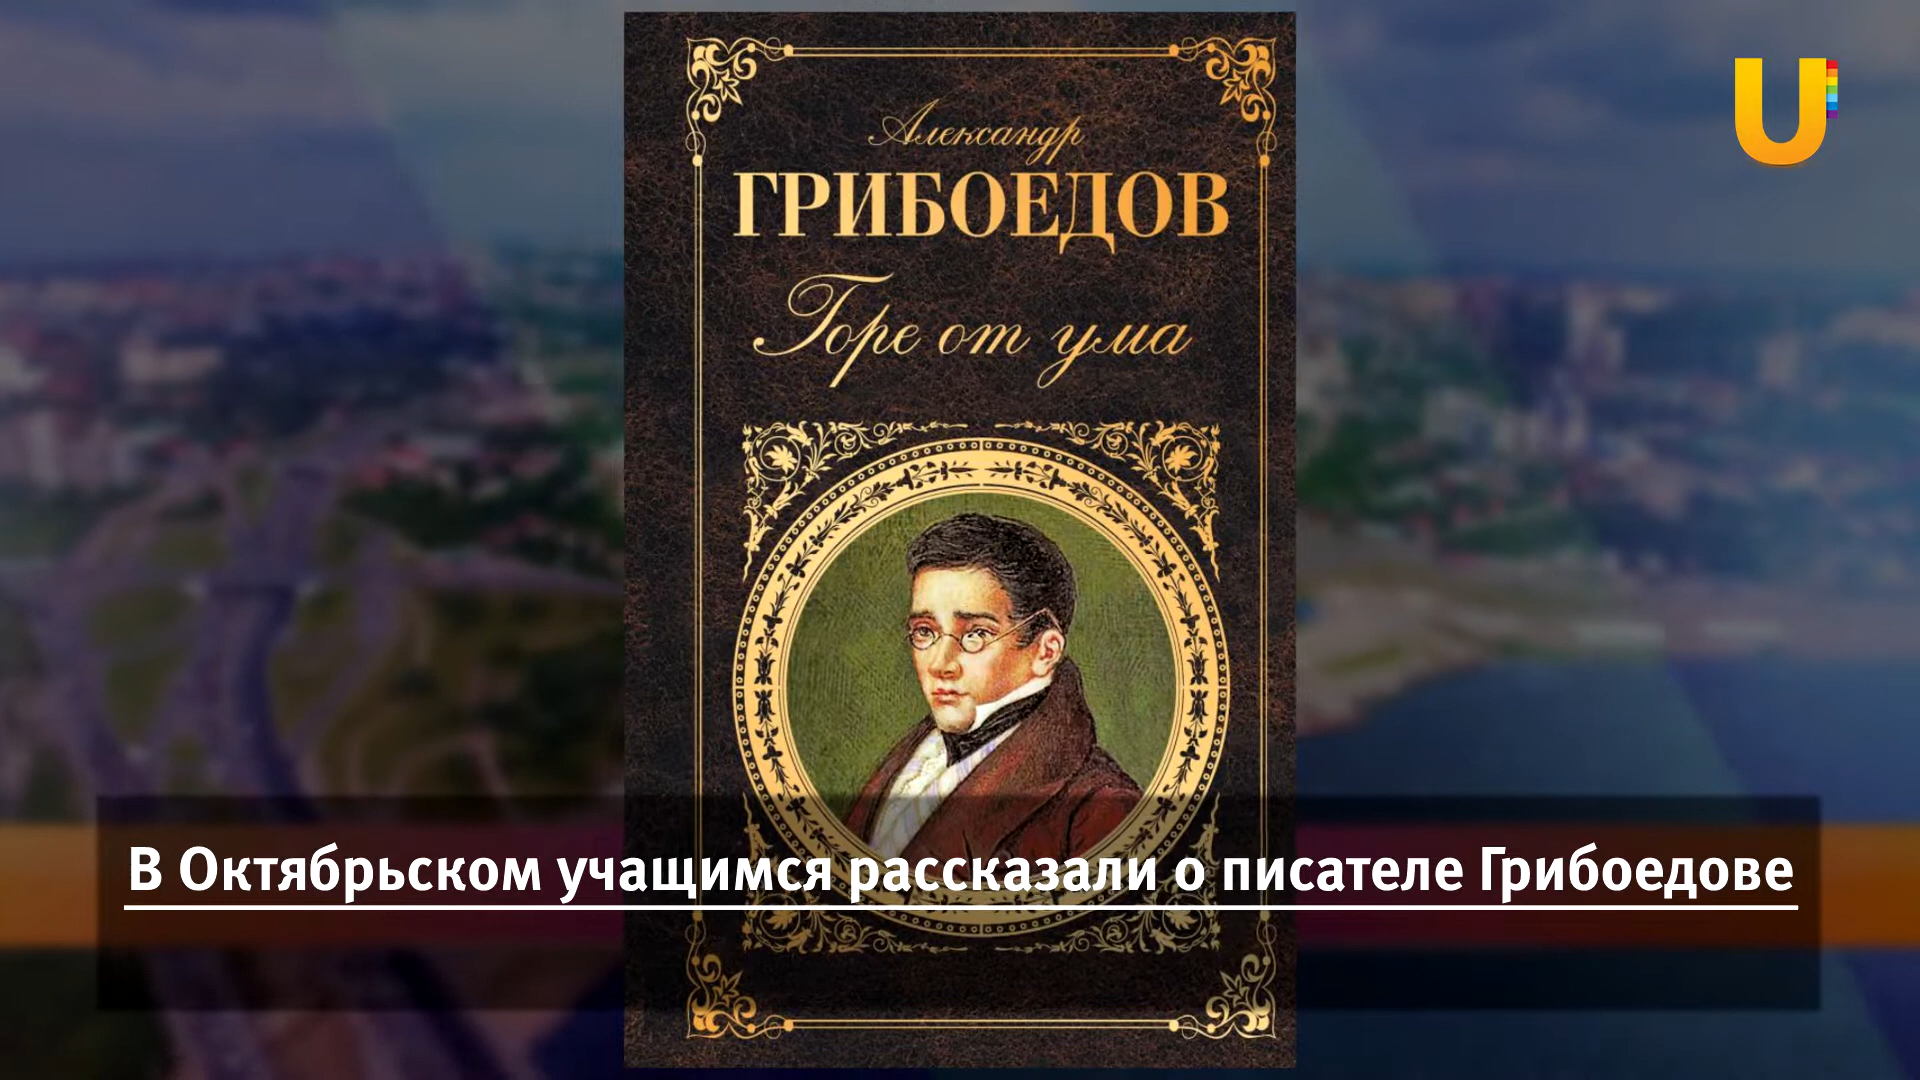 U
Александр
ГРИБОЕДОВ
Горе от ума
В Октябрьском учащимся рассказали о писателе Грибоедове